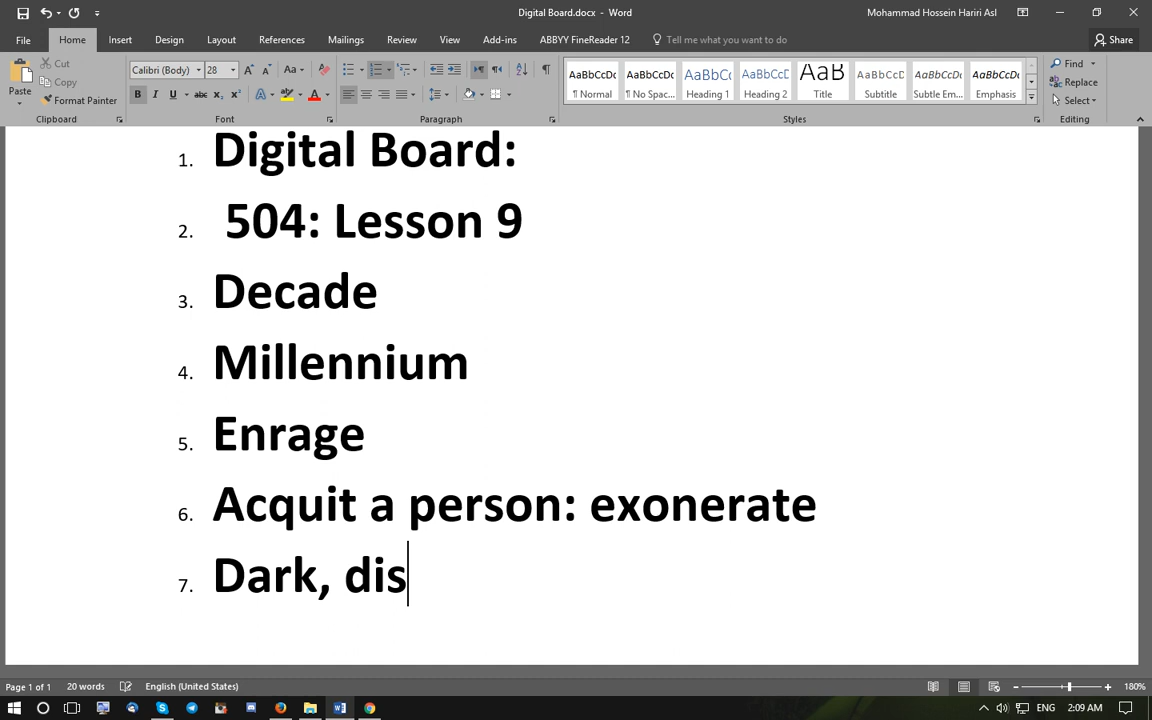 Digital Board.docx - Word
Mohammad Hossein Hariri Asl
File Home Insert Design Layout References Mailings Review View Add-ins ABBYY FineReader 12 Tell me what you want to do Share
Paste
Cut
Copy
Format Painter
Clipboard
Calibri (Body) 28
Font
Paragraph
AaBbCcDc AaBbCcDc AaBbC( AaBbCcD AaB AaBbCcD AaBbCcDc AaBbCcDc
¶ Normal ¶ No Spac... Heading 1 Heading 2 Title Subtitle Subtle Em... Emphasis
Styles
Find
Replace
Select
Editing
1. Digital Board:
2. 504: Lesson 9
3. Decade
4. Millennium
5. Enrage
6. Acquit a person: exonerate
7. Dark, dis
Page 1 of 1 20 words English (United States) 180%
ENG 2:09 AM